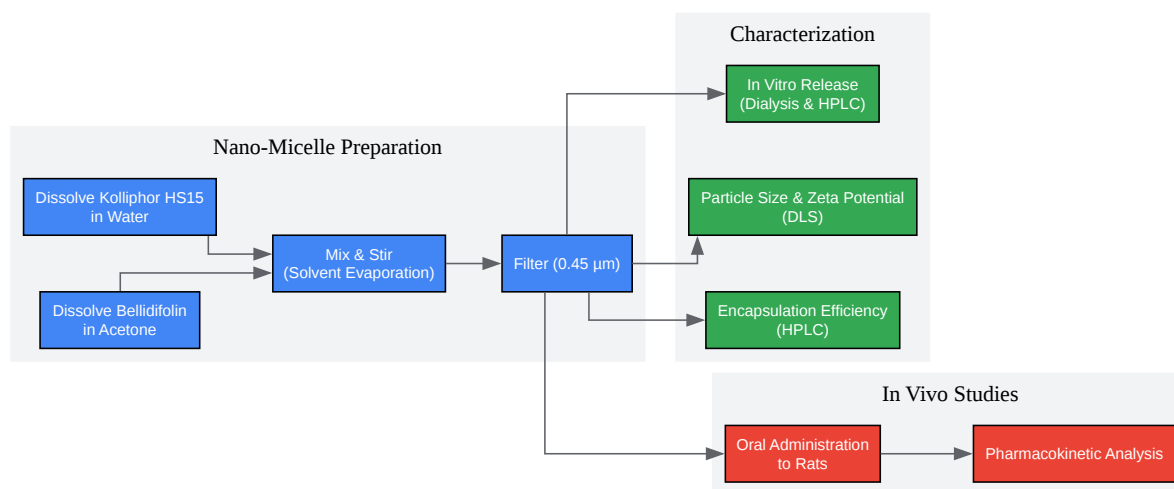 Nano-Micelle Preparation
Dissolve Kolliphor HS15
in Water
Dissolve Bellidifolin
in Acetone
Mix & Stir
(Solvent Evaporation)
Filter (0.45 µm)
Characterization
In Vitro Release
(Dialysis & HPLC)
Particle Size & Zeta Potential
(DLS)
Encapsulation Efficiency
(HPLC)
In Vivo Studies
Oral Administration
to Rats
Pharmacokinetic Analysis